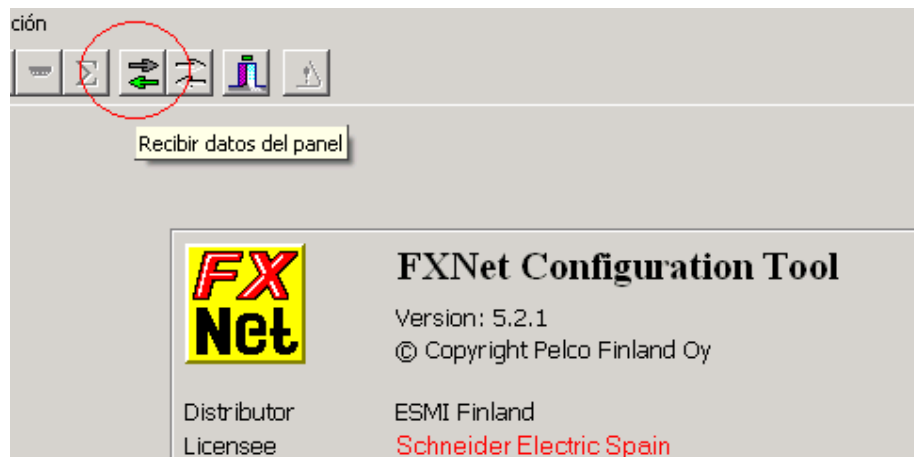 ción
Recibir datos del panel
FX
Net
FXNet Configuration Tool
Version: 5.2.1
© Copyright Pelco Finland Oy
Distributor ESMI Finland
Licensee Schneider Electric Spain